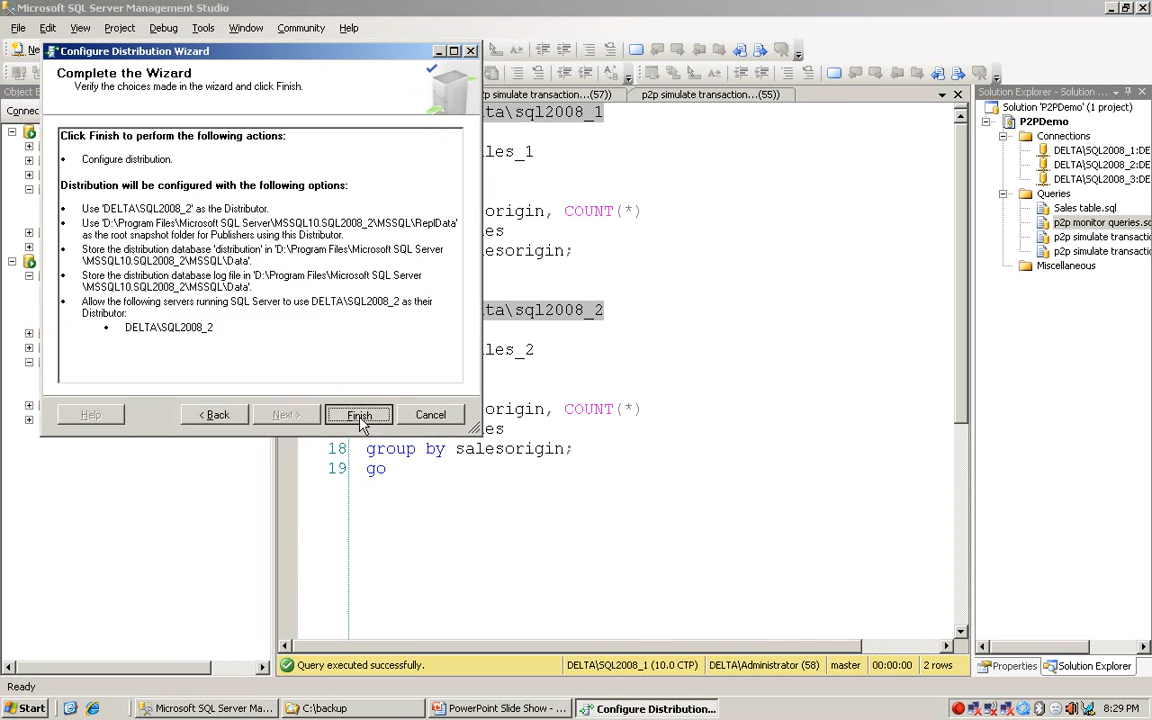 Microsoft SQL Server Management Studio
File Edit View Project Debug Tools Window Community Help
Configure Distribution Wizard
Complete the Wizard
Verify the choices made in the wizard and click Finish.
Click Finish to perform the following actions:
• Configure distribution.
Distribution will be configured with the following options:
• Use 'DELTA\SQL2008_2' as the Distributor.
• Use 'D:\Program Files\Microsoft SQL Server\MSSQL10.SQL2008_2\MSSQL\ReplData'
as the root snapshot folder for Publishers using this Distributor.
• Store the distribution database 'distribution' in 'D:\Program Files\Microsoft SQL Server
\MSSQL10.SQL2008_2\MSSQL\Data'.
• Store the distribution database log file in 'D:\Program Files\Microsoft SQL Server
\MSSQL10.SQL2008_2\MSSQL\Data'.
• Allow the following servers running SQL Server to use DELTA\SQL2008_2 as their
Distributor:
• DELTA\SQL2008_2
Help < Back Next > Finish Cancel
Ne
Object E
Connec
p simulate transaction...(57)) p2p simulate transaction...(55))
ta\sql2008_1
les_1
origin, COUNT(*)
es
lesorigin;
ta\sql2008_2
les_2
origin, COUNT(*)
es
18 group by salesorigin;
19 go
Query executed successfully. DELTA\SQL2008_1 (10.0 CTP) DELTA\Administrator (58) master 00:00:00 2 rows
Solution Explorer - Solution ...
Solution 'P2PDemo' (1 project)
P2PDemo
Connections
DELTA\SQL2008_1:DE
DELTA\SQL2008_2:DE
DELTA\SQL2008_3:DE
Queries
Sales table.sql
p2p monitor queries.sq
p2p simulate transactio
p2p simulate transactio
Miscellaneous
Properties Solution Explorer
Ready
Start Microsoft SQL Server Ma... C:\backup PowerPoint Slide Show - ... Configure Distribution... 8:29 PM